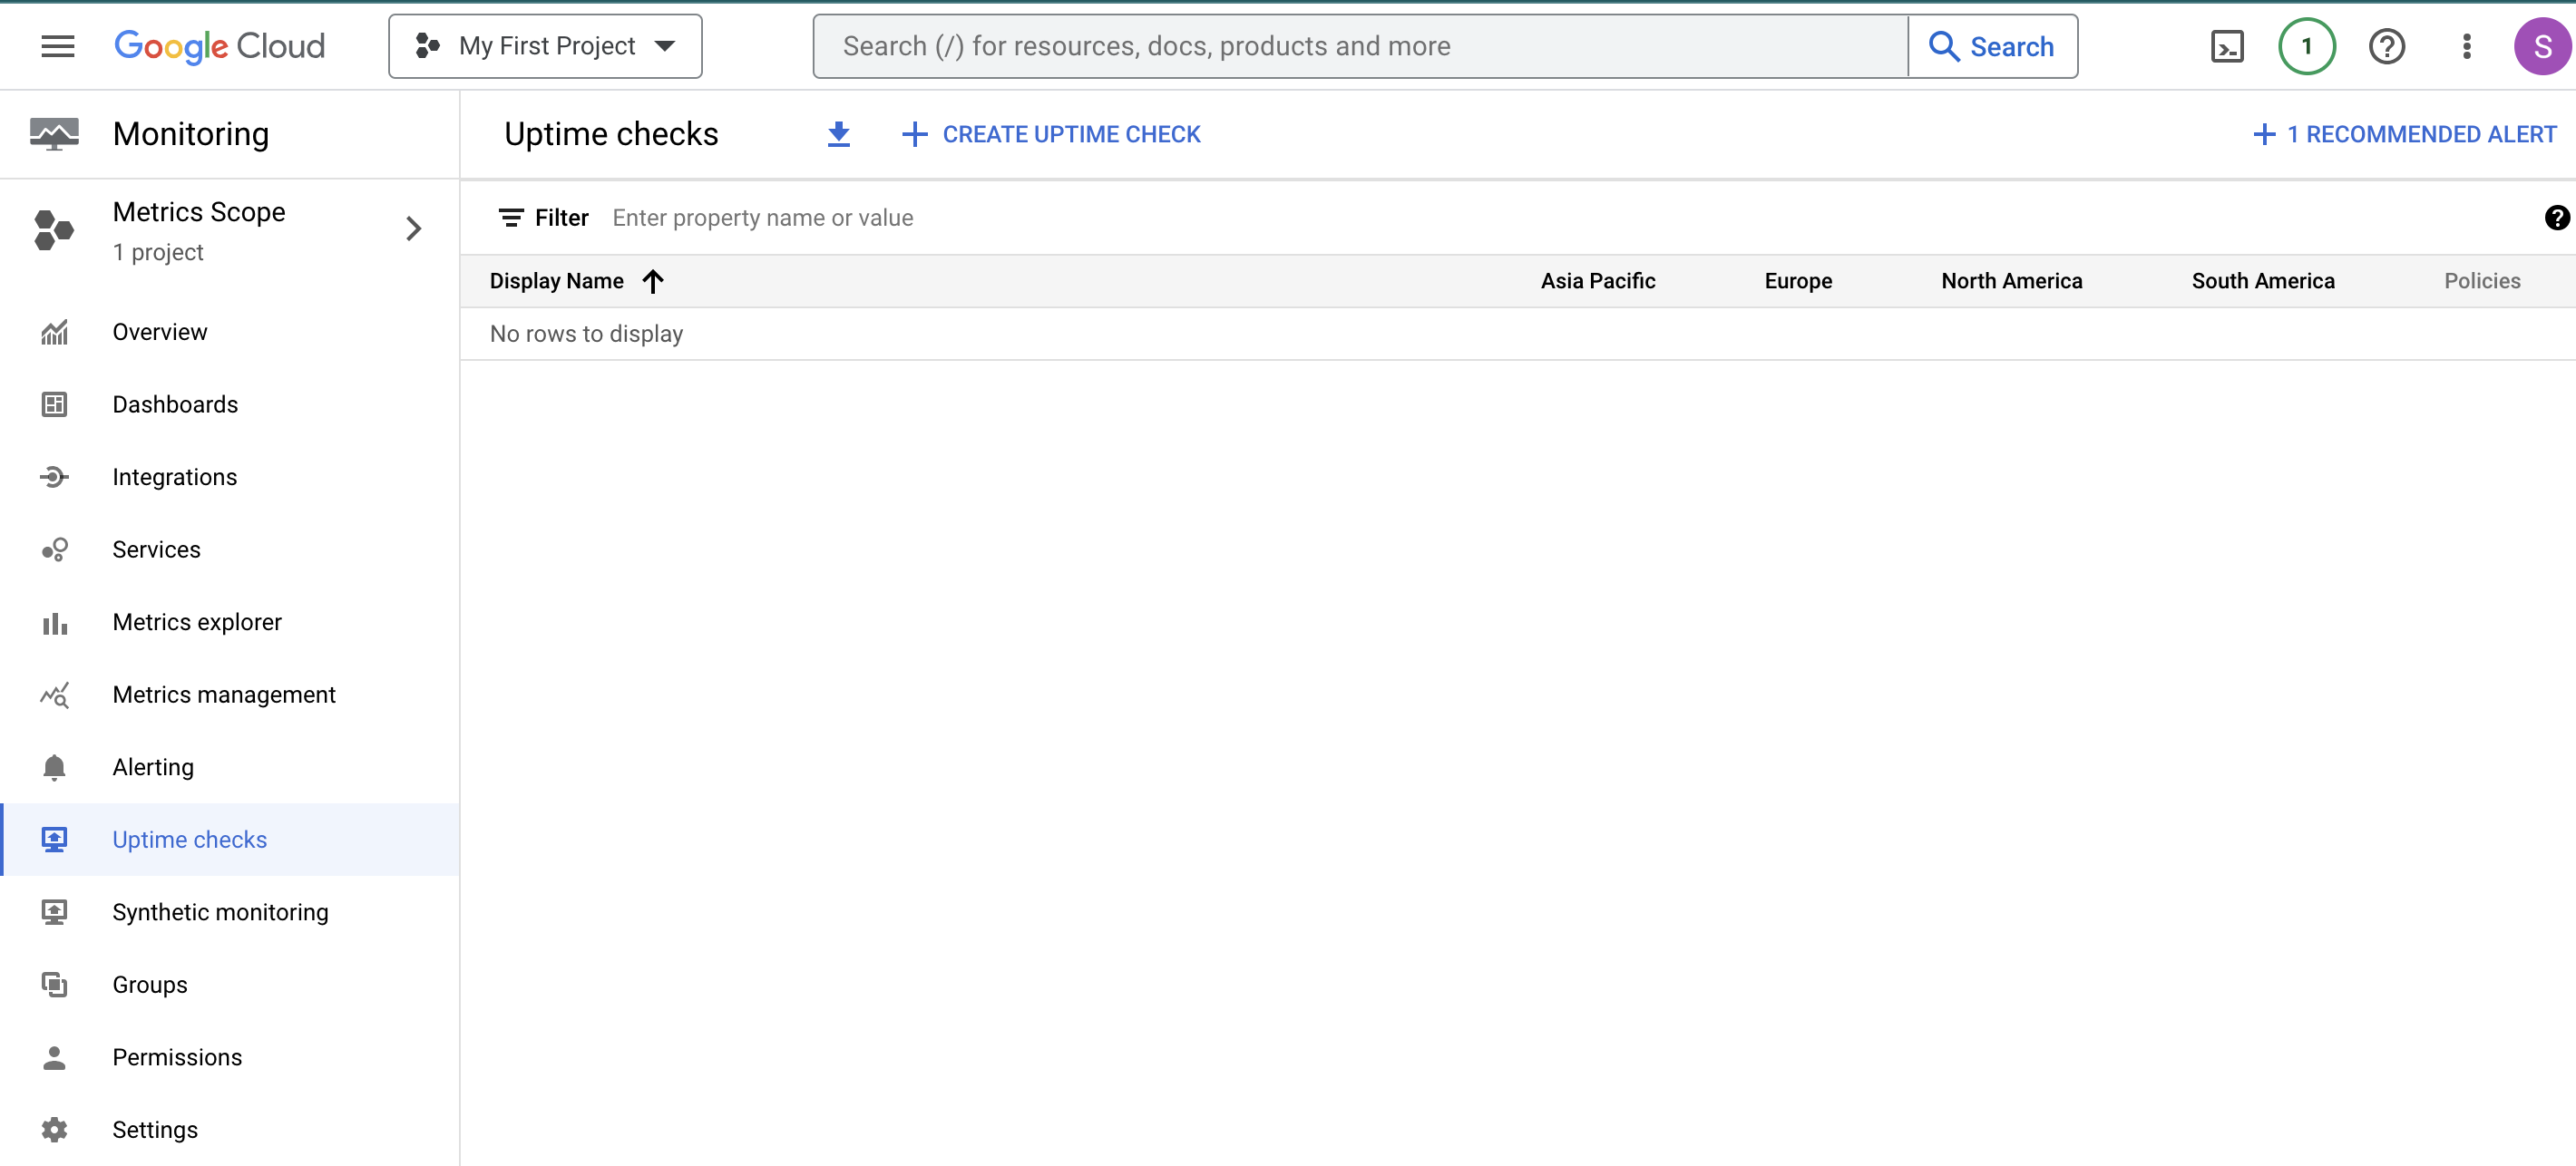 Google Cloud
My First Project
Search (/) for resources, docs, products and more
Search
1
S
Monitoring
Uptime checks
CREATE UPTIME CHECK
1 RECOMMENDED ALERT
Metrics Scope
1 project
Filter Enter property name or value
Display Name Asia Pacific Europe North America South America Policies
No rows to display
Overview
Dashboards
Integrations
Services
Metrics explorer
Metrics management
Alerting
Uptime checks
Synthetic monitoring
Groups
Permissions
Settings